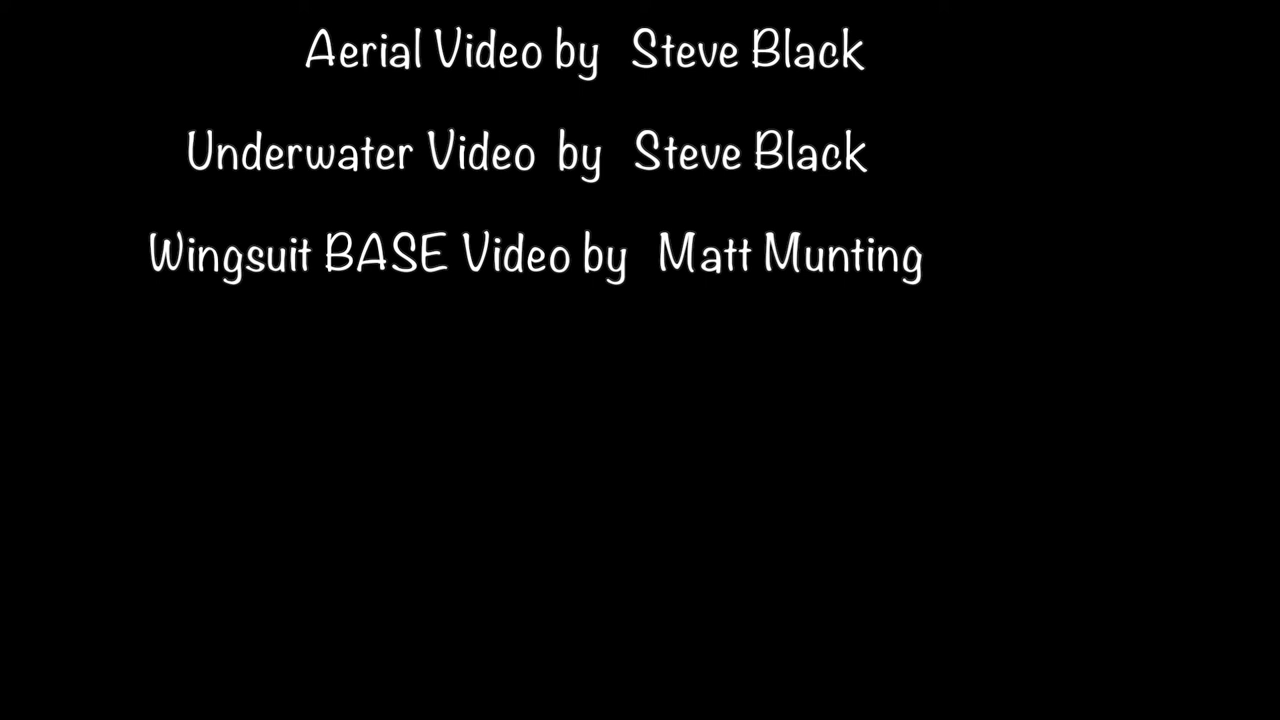 Aerial Video by Steve Black
Underwater Video by Steve Black
Wingsuit BASE Video by Matt Munting